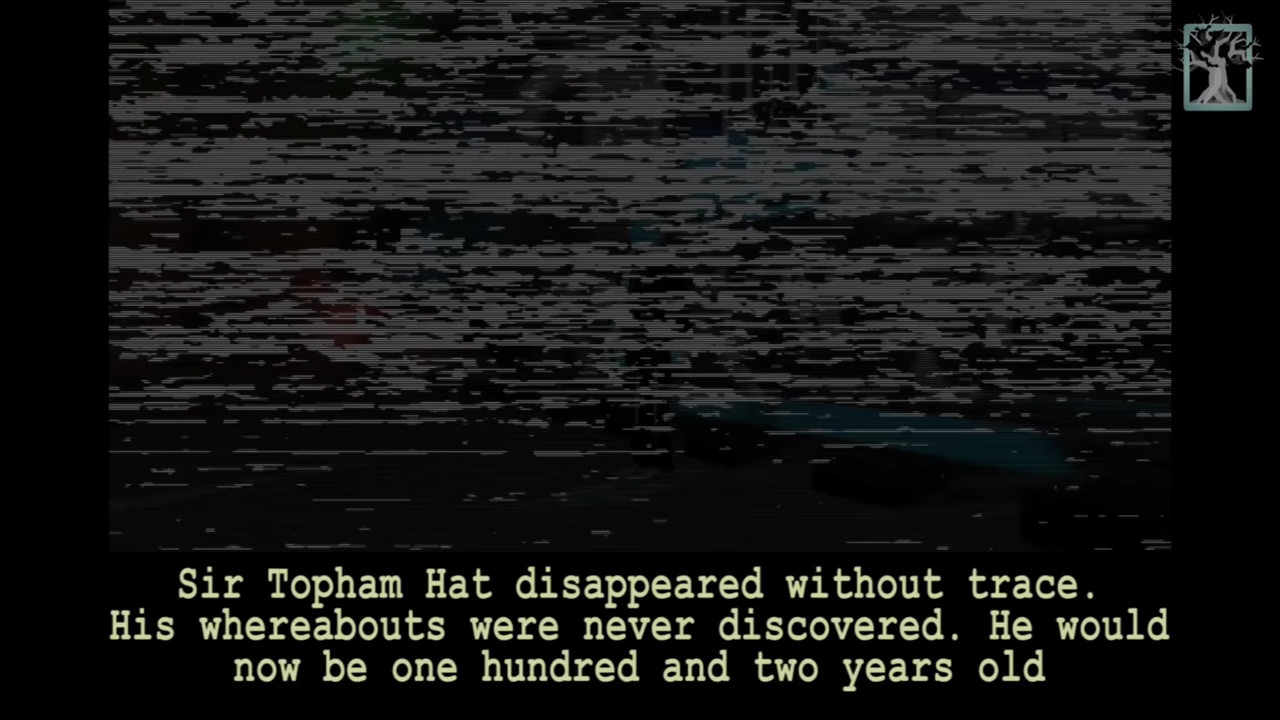 Sir Topham Hat disappeared without trace.
His whereabouts were never discovered. He would
now be one hundred and two years old